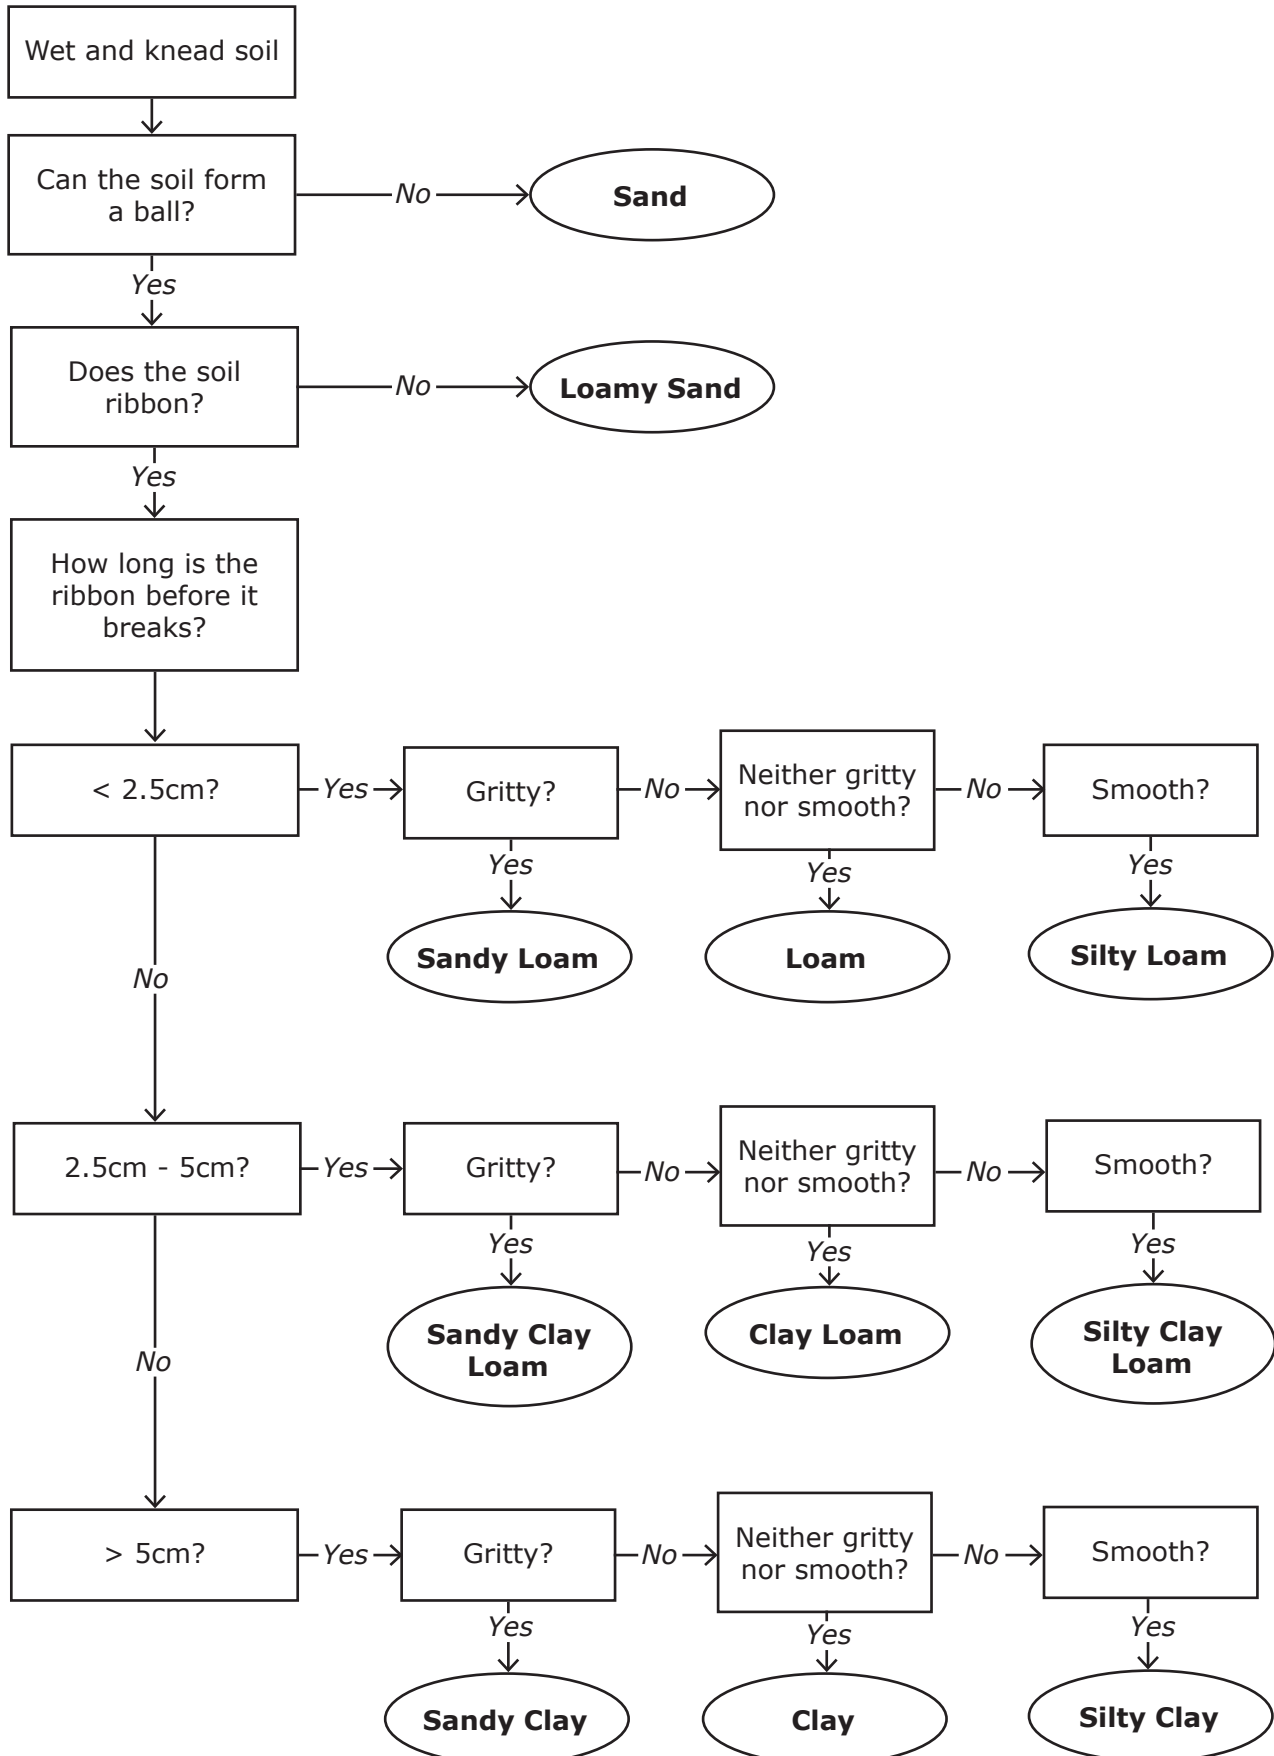 Wet and knead soil
Can the soil form
a ball?
No
Sand
Yes
Does the soil
ribbon?
No
Loamy Sand
Yes
How long is the
ribbon before it
breaks?
< 2.5cm?
Yes
Gritty?
No
Neither gritty
nor smooth?
No
Smooth?
Yes
Yes
Yes
Sandy Loam
Loam
Silty Loam
No
2.5cm - 5cm?
Yes
Gritty?
No
Neither gritty
nor smooth?
No
Smooth?
Yes
Yes
Yes
Sandy Clay
Loam
Clay Loam
Silty Clay
Loam
No
> 5cm?
Yes
Gritty?
No
Neither gritty
nor smooth?
No
Smooth?
Yes
Yes
Yes
Sandy Clay
Clay
Silty Clay